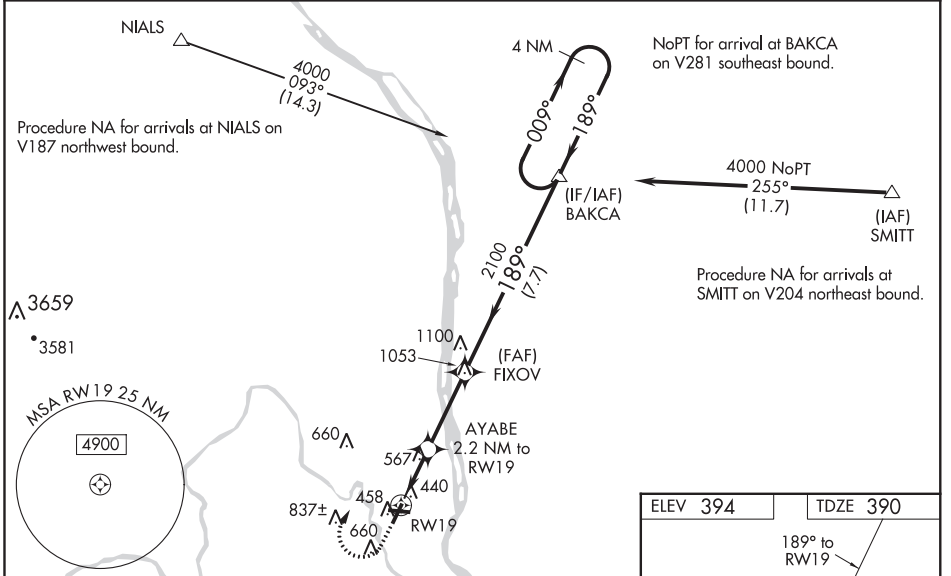 NIALS
4000
093°
(14.3)
Procedure NA for arrivals at NIALS on
V187 northwest bound.
4 NM
009°
189°
NoPT for arrival at BAKCA
on V281 southeast bound.
(IF/IAF)
BAKCA
4000 NoPT
255°
(11.7)
(IAF)
SMITT
Procedure NA for arrivals at
SMITT on V204 northeast bound.
2100
189°
(7.7)
3659
3581
1100
1053
(FAF)
FIXOV
MSA RW19 25 NM
4900
660
567
AYABE
2.2 NM to
RW19
440
458
837±
660
RW19
ELEV 394
TDZE 390
189° to
RW19